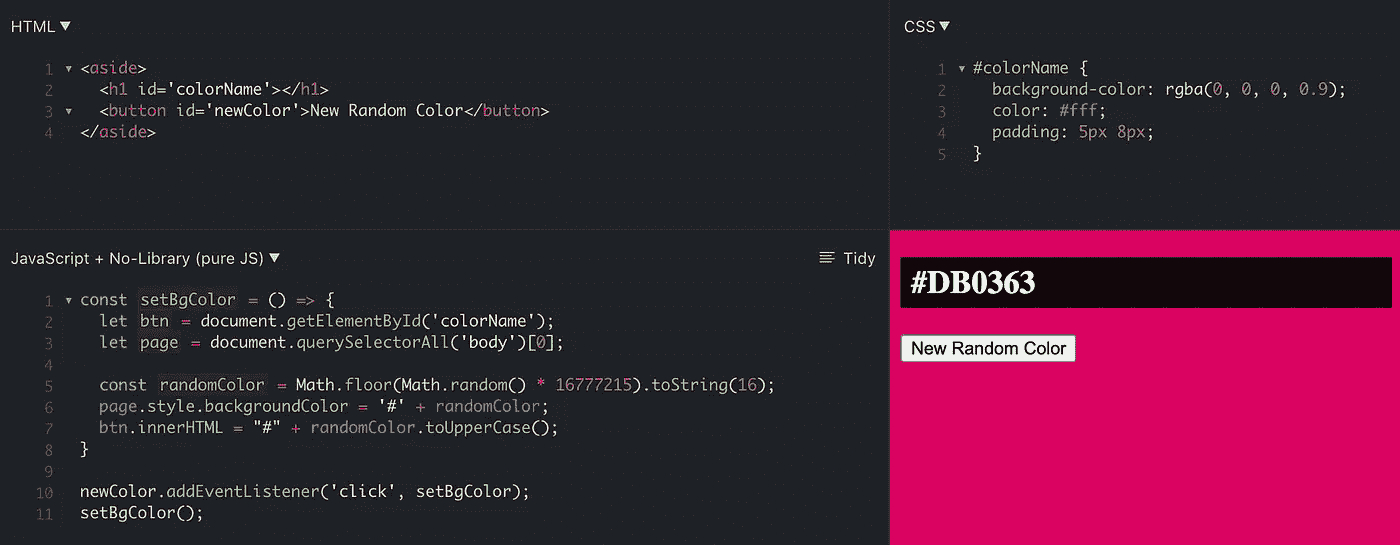 HTML ▼
1 ▼ <aside>
2 <h1 id='colorName'></h1>
3 ▼ <button id='newColor'>New Random Color</button>
4 </aside>
CSS ▼
1 ▼ #colorName {
2 background-color: rgba(0, 0, 0, 0.9);
3 color: #fff;
4 padding: 5px 8px;
5 }
JavaScript + No-Library (pure JS) ▼
Tidy
1 ▼ const setBgColor = () => {
2 let btn = document.getElementById('colorName');
3 let page = document.querySelectorAll('body')[0];
4
5 const randomColor = Math.floor(Math.random() * 16777215).toString(16);
6 page.style.backgroundColor = '#' + randomColor;
7 btn.innerHTML = "#" + randomColor.toUpperCase();
8 }
9
10 newColor.addEventListener('click', setBgColor);
11 setBgColor();
#DB0363
New Random Color